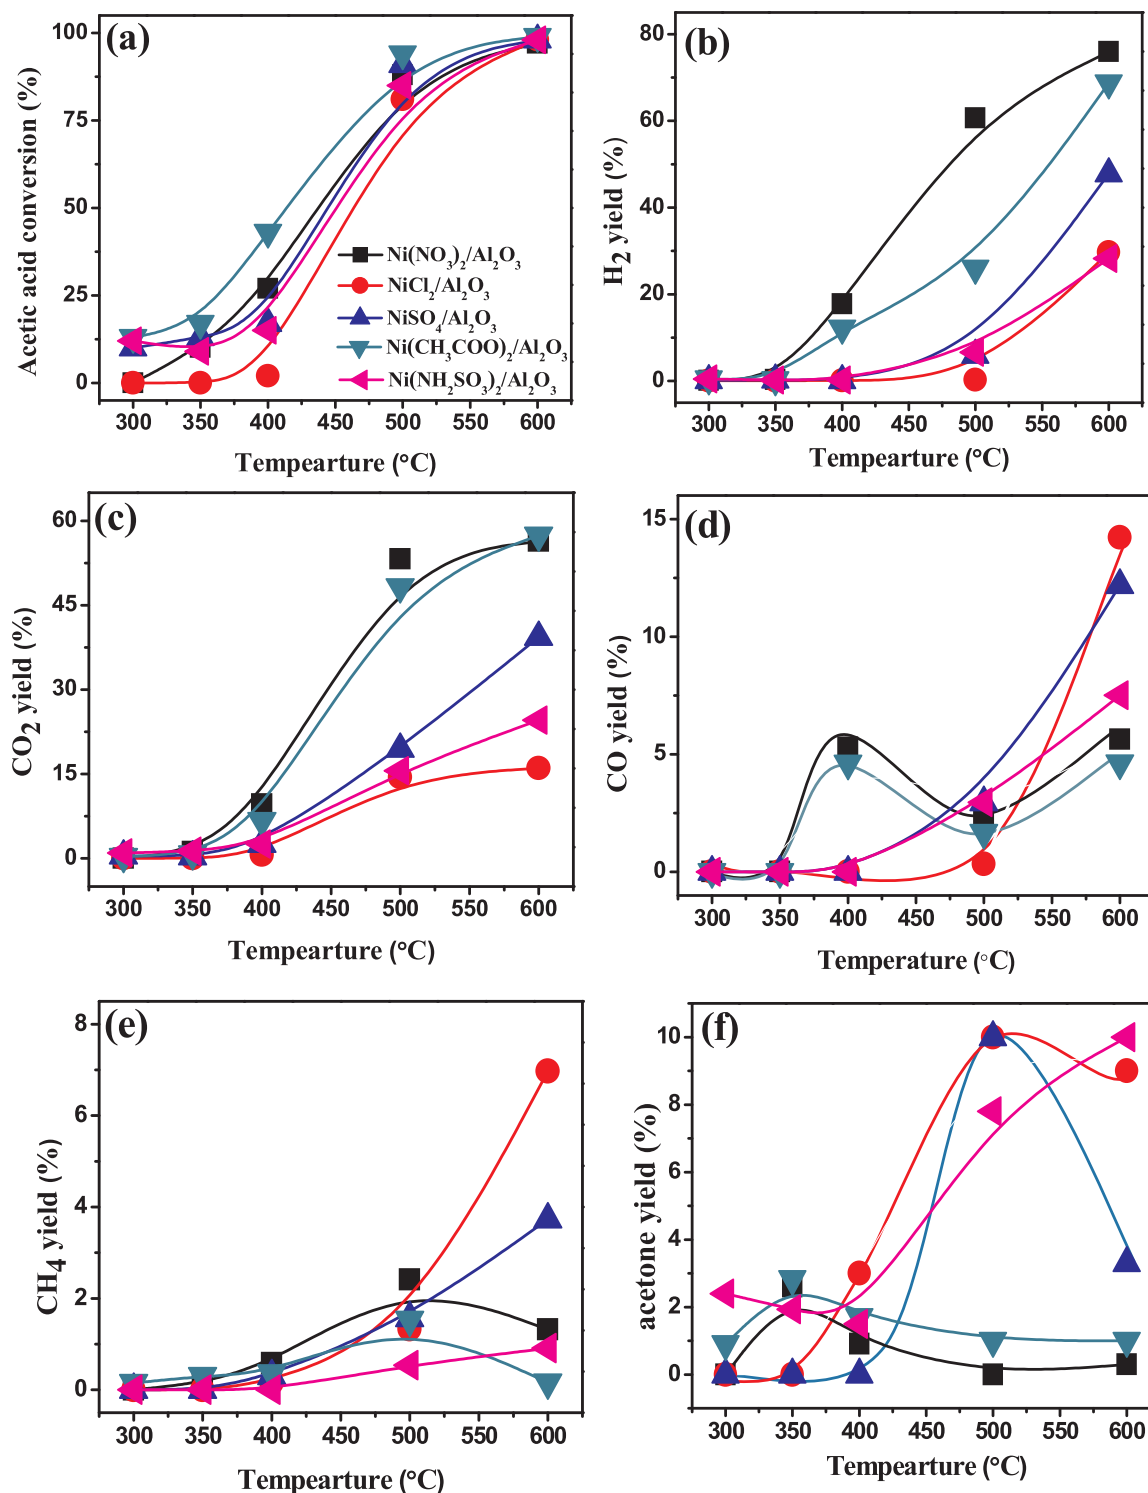 (a)
Acetic acid conversion (%)
100
75
50
25
0
Ni(NO₃)₂/Al₂O₃
NiCl₂/Al₂O₃
NiSO₄/Al₂O₃
Ni(CH₃COO)₂/Al₂O₃
Ni(NH₂SO₃)₂/Al₂O₃
300 350 400 450 500 550 600
Tempearture (°C)
(b)
H₂ yield (%)
80
60
40
20
0
300 350 400 450 500 550 600
Tempearture (°C)
(c)
CO₂ yield (%)
60
45
30
15
0
300 350 400 450 500 550 600
Tempearture (°C)
(d)
CO yield (%)
15
10
5
0
300 350 400 450 500 550 600
Temperature (°C)
(e)
CH₄ yield (%)
8
6
4
2
0
300 350 400 450 500 550 600
Tempearture (°C)
(f)
acetone yield (%)
10
8
6
4
2
0
300 350 400 450 500 550 600
Tempearture (°C)